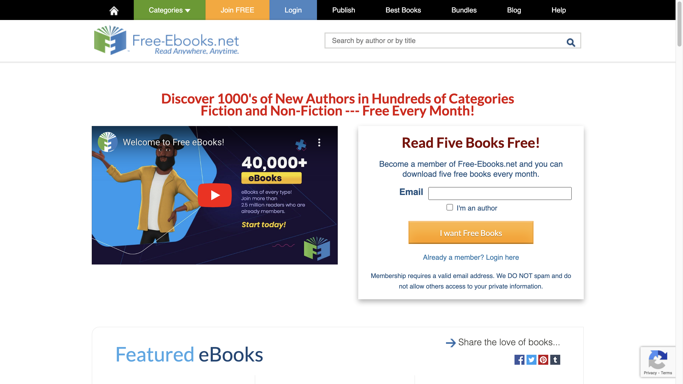 Categories
Join FREE
Login
Publish
Best Books
Bundles
Blog
Help
Free-Ebooks.net
Read Anywhere, Anytime.
Search by author or by title
Discover 1000's of New Authors in Hundreds of Categories
Fiction and Non-Fiction --- Free Every Month!
Welcome to Free eBooks!
40,000+
eBooks
eBooks of every type!
Join more than
2.5 million readers who are
already members.
Start today!
Read Five Books Free!
Become a member of Free-Ebooks.net and you can
download five free books every month.
Email
I'm an author
I want Free Books
Already a member? Login here
Membership requires a valid email address. We DO NOT spam and do
not allow others access to your private information.
Featured eBooks
Share the love of books...
Privacy - Terms